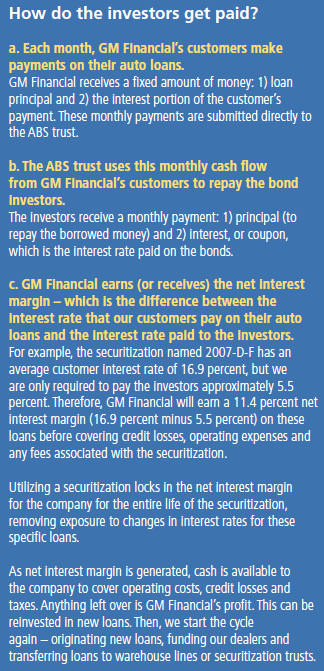 How do the investors get paid?
a. Each month, GM Financial's customers make
payments on their auto loans.
GM Financial receives a fixed amount of money: 1) loan
principal and 2) the interest portion of the customer's
payment. These monthly payments are submitted directly to
the ABS trust.
b. The ABS trust uses this monthly cash flow
from GM Financial's customers to repay the bond
investors.
The investors receive a monthly payment: 1) principal (to
repay the borrowed money) and 2) interest, or coupon,
which is the interest rate paid on the bonds.
c. GM Financial earns (or receives) the net interest
margin – which is the difference between the
interest rate that our customers pay on their auto
loans and the interest rate paid to the investors.
For example, the securitization named 2007-D-F has an
average customer interest rate of 16.9 percent, but we
are only required to pay the investors approximately 5.5
percent. Therefore, GM Financial will earn a 11.4 percent net
interest margin (16.9 percent minus 5.5 percent) on these
loans before covering credit losses, operating expenses and
any fees associated with the securitization.
Utilizing a securitization locks in the net interest margin
for the company for the entire life of the securitization,
removing exposure to changes in interest rates for these
specific loans.
As net interest margin is generated, cash is available to
the company to cover operating costs, credit losses and
taxes. Anything left over is GM Financial's profit. This can be
reinvested in new loans. Then, we start the cycle
again – originating new loans, funding our dealers and
transferring loans to warehouse lines or securitization trusts.